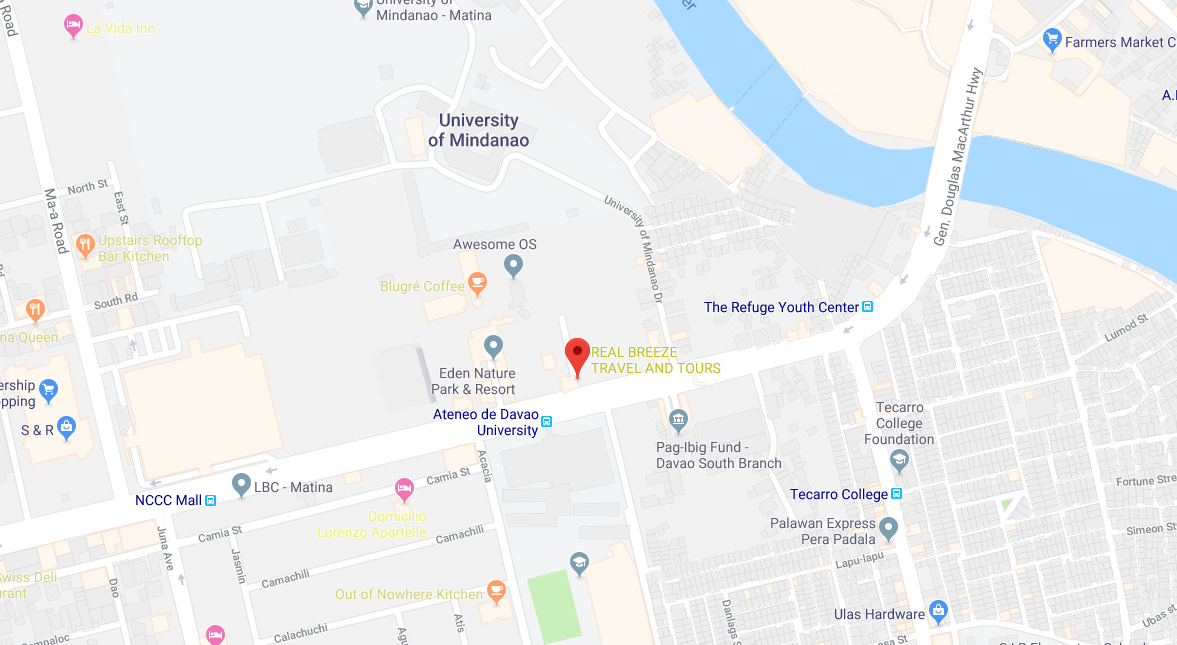 University of
Mindanao - Matina
La Vida Inn
Road
Farmers Market C
A.
University
of Mindanao
Gen. Douglas MacArthur Hwy
North St
East St
Ma-a Road
University of Mindanao Dr
Upstairs Rooftop
Bar Kitchen
Awesome OS
Blugré Coffee
South Rd
na Queen
The Refuge Youth Center
Lumod St
REAL BREEZE
TRAVEL AND TOURS
Eden Nature
Park & Resort
ership
opping
S & R
Ateneo de Davao
University
Tecarro
College
Foundation
Pag-Ibig Fund -
Davao South Branch
Acacia
Camia St
LBC - Matina
NCCC Mall
Domicilio
Lorenzo Apartelle
Tecarro College
Fortune Stre
Palawan Express
Pera Padala
Simeon St
Juna Ave
Camia St
Jasmin
Camachili
Camachili
Lapu-lapu
Swiss Deli
urant
Dao
Out of Nowhere Kitchen
Ulas Hardware
Ubas st
Calachuchi
Atis
Danlags S